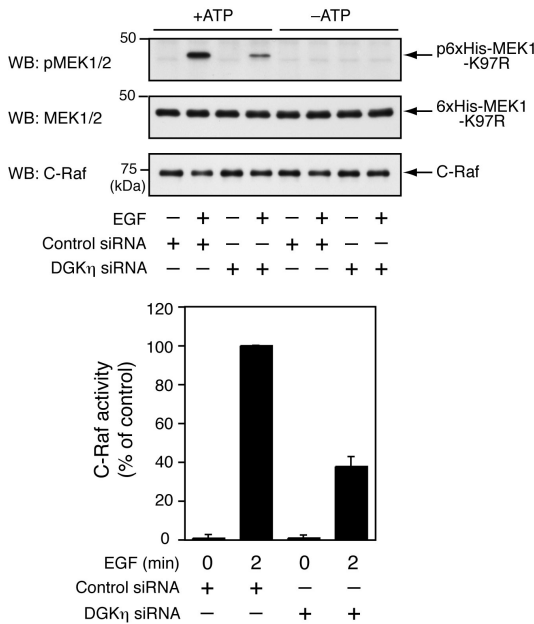 +ATP –ATP
50
WB: pMEK1/2 p6xHis-MEK1
-K97R
50
WB: MEK1/2 6xHis-MEK1
-K97R
WB: C-Raf 75 C-Raf
(kDa)
EGF – + – + – + – +
Control siRNA + + – – + + – –
DGKη siRNA – – + + – – + +
C-Raf activity
(% of control)
120
100
80
60
40
20
0
EGF (min) 0 2 0 2
Control siRNA + + – –
DGKη siRNA – – + +